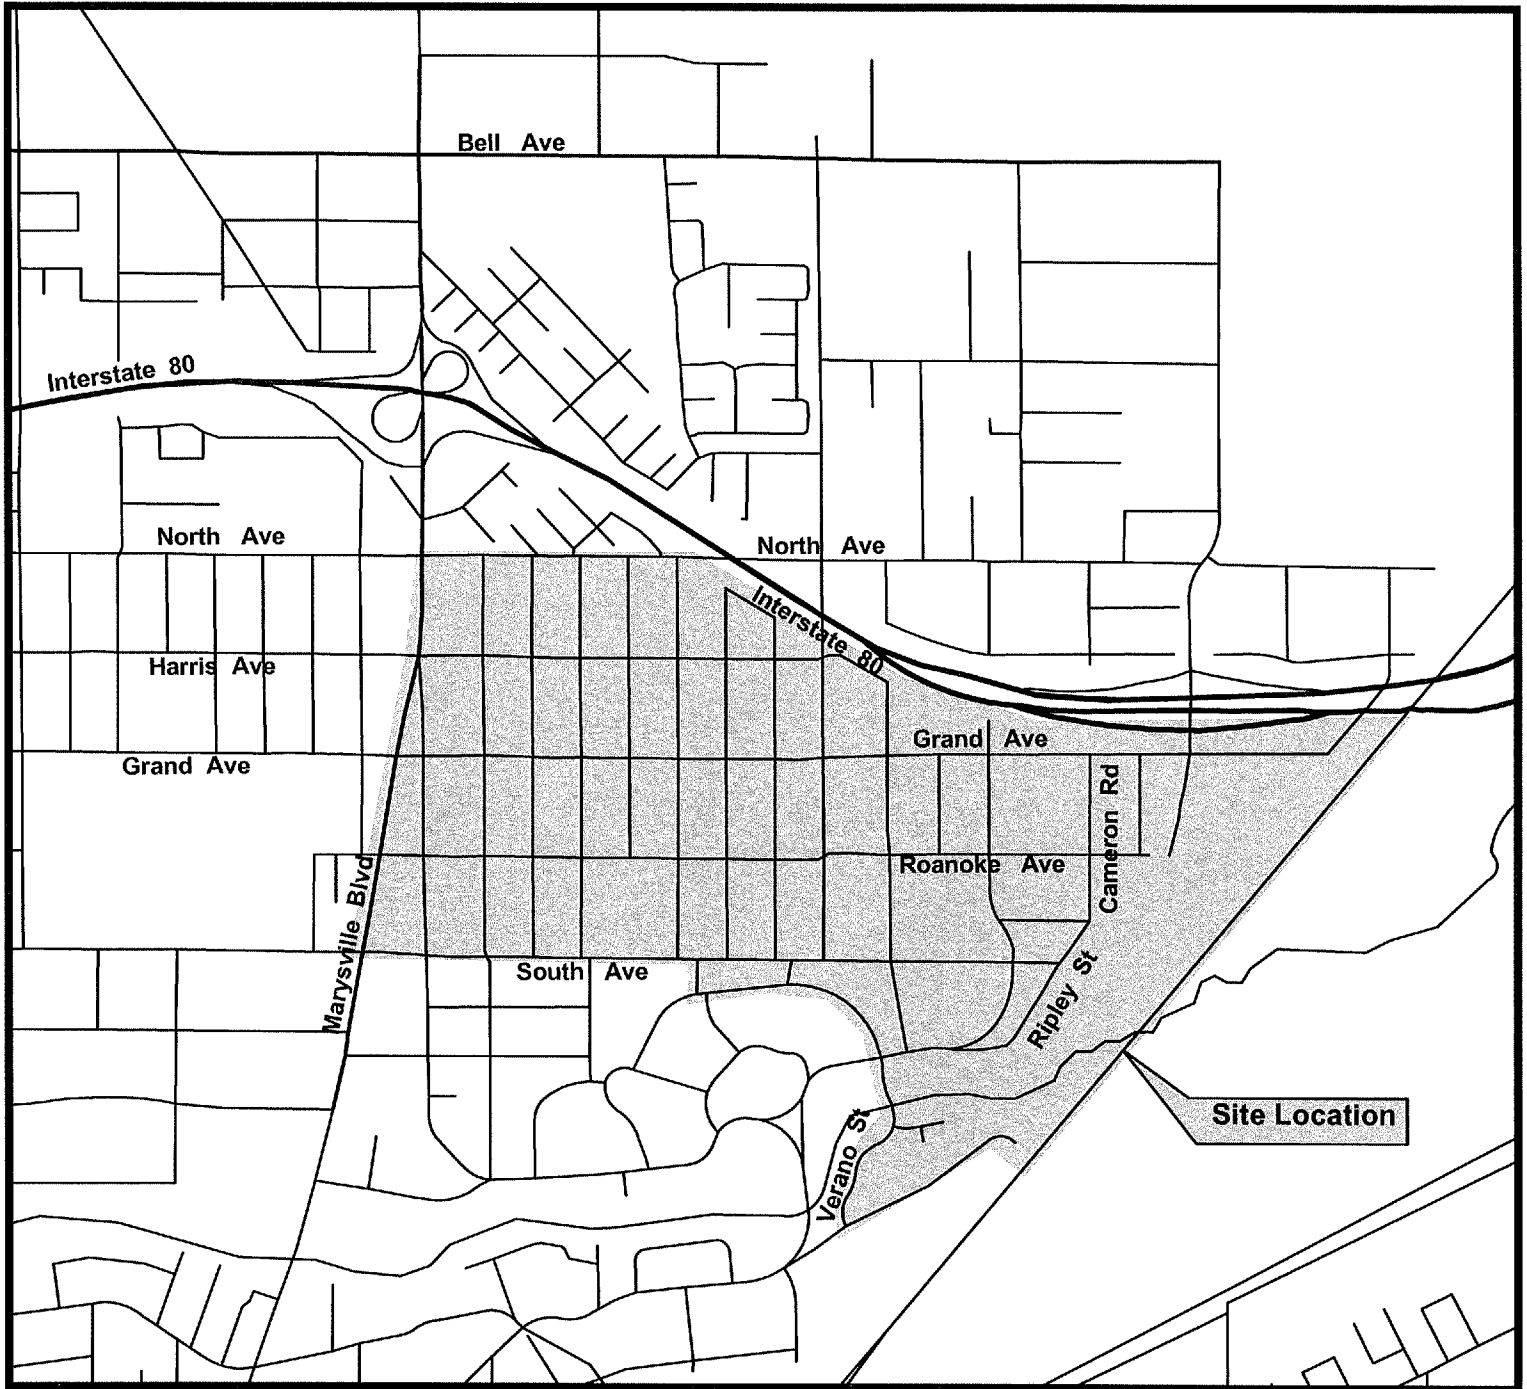 Bell Ave
Interstate 80
North Ave
North Ave
Interstate 80
Harris Ave
Grand Ave
Grand Ave
Cameron Rd
Roanoke Ave
Marysville Blvd
South Ave
Ripley St
Site Location
Verano St